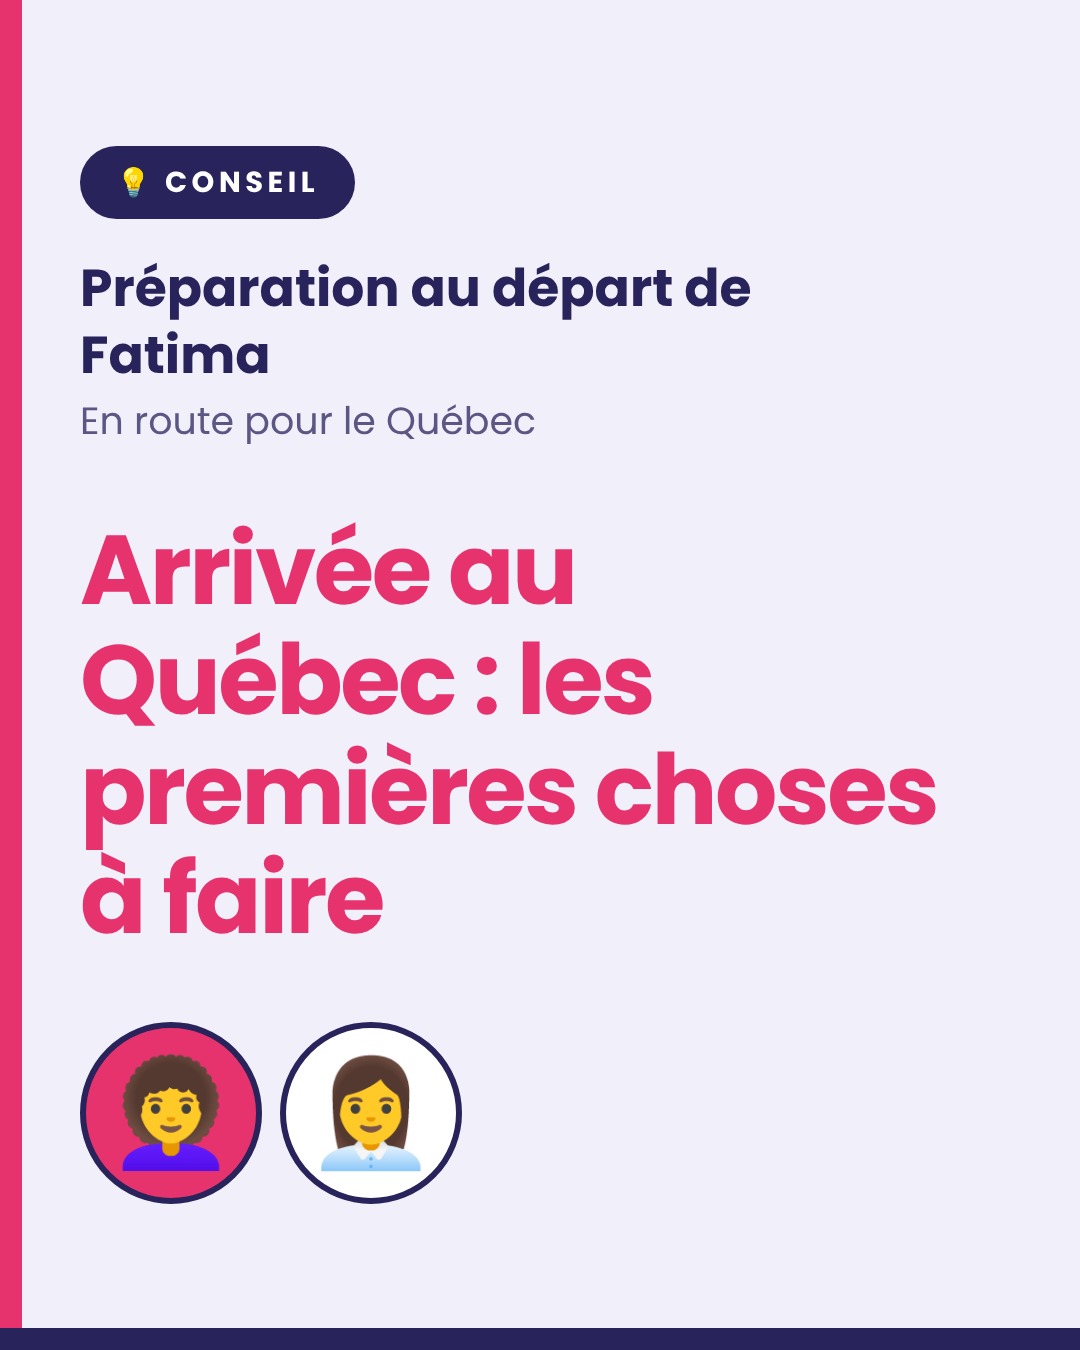 💡 CONSEIL
Préparation au départ de
Fatima
En route pour le Québec
Arrivée au
Québec : les
premières choses
à faire